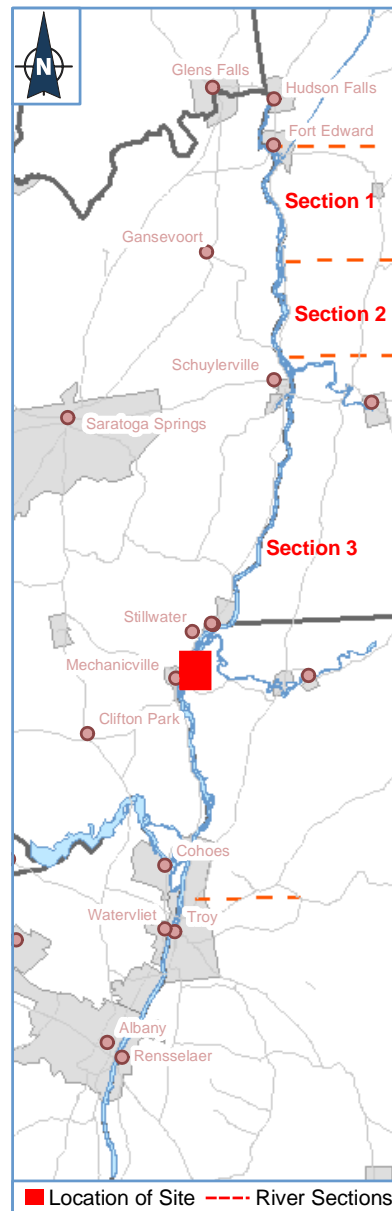 N
Glens Falls
Hudson Falls
Fort Edward
Section 1
Gansevoort
Section 2
Schuylerville
Saratoga Springs
Section 3
Stillwater
Mechanicville
Clifton Park
Cohoes
Watervliet
Troy
Albany
Rensselaer
Location of Site River Sections